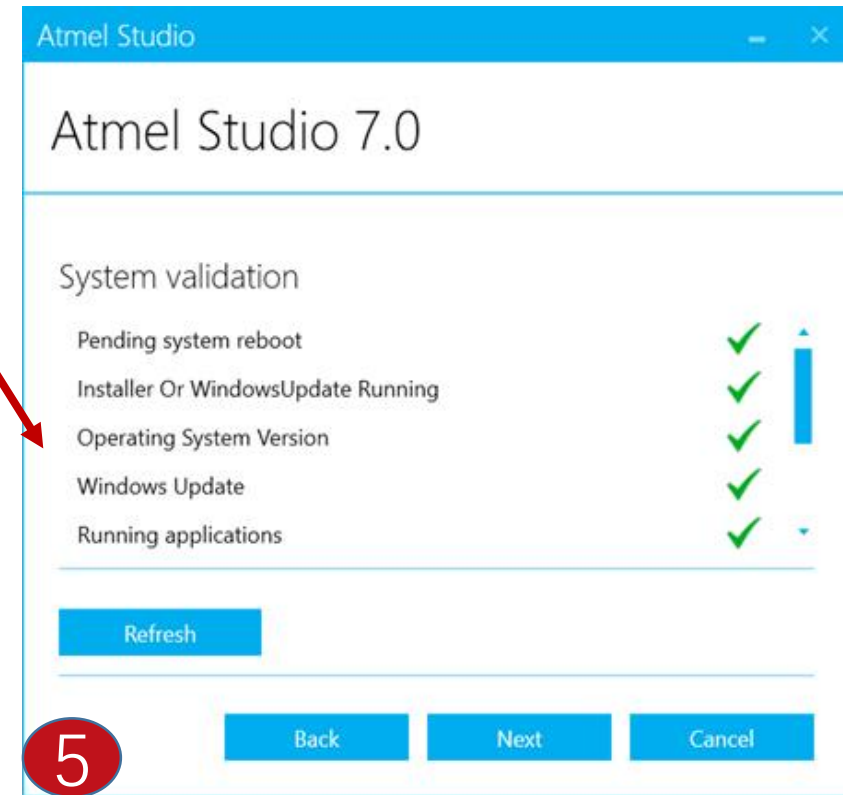 Atmel Studio
Atmel Studio 7.0
System validation
Pending system reboot
Installer Or WindowsUpdate Running
Operating System Version
Windows Update
Running applications
Refresh
Back Next Cancel
5